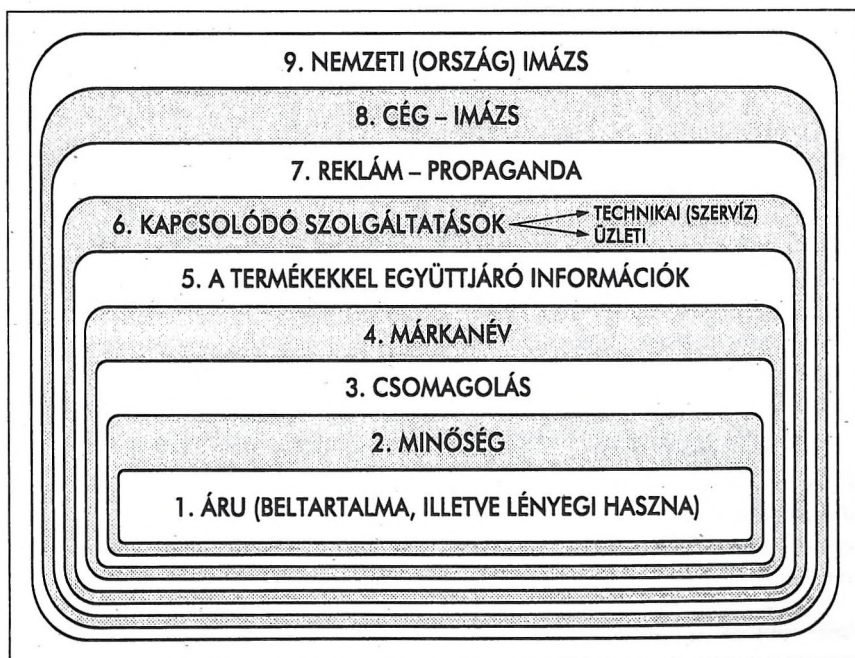 9. NEMZETI (ORSZÁG) IMÁZS
8. CÉG – IMÁZS
7. REKLÁM – PROPAGANDA
6. KAPCSOLÓDÓ SZOLGÁLTATÁSOK
TECHNIKAI (SZERVÍZ)
ÜZLETI
5. A TERMÉKEKKEL EGYÜTTJÁRÓ INFORMÁCIÓK
4. MÁRKANÉV
3. CSOMAGOLÁS
2. MINŐSÉG
1. ÁRU (BELTARTALMA, ILLETVE LÉNYEGI HASZNA)